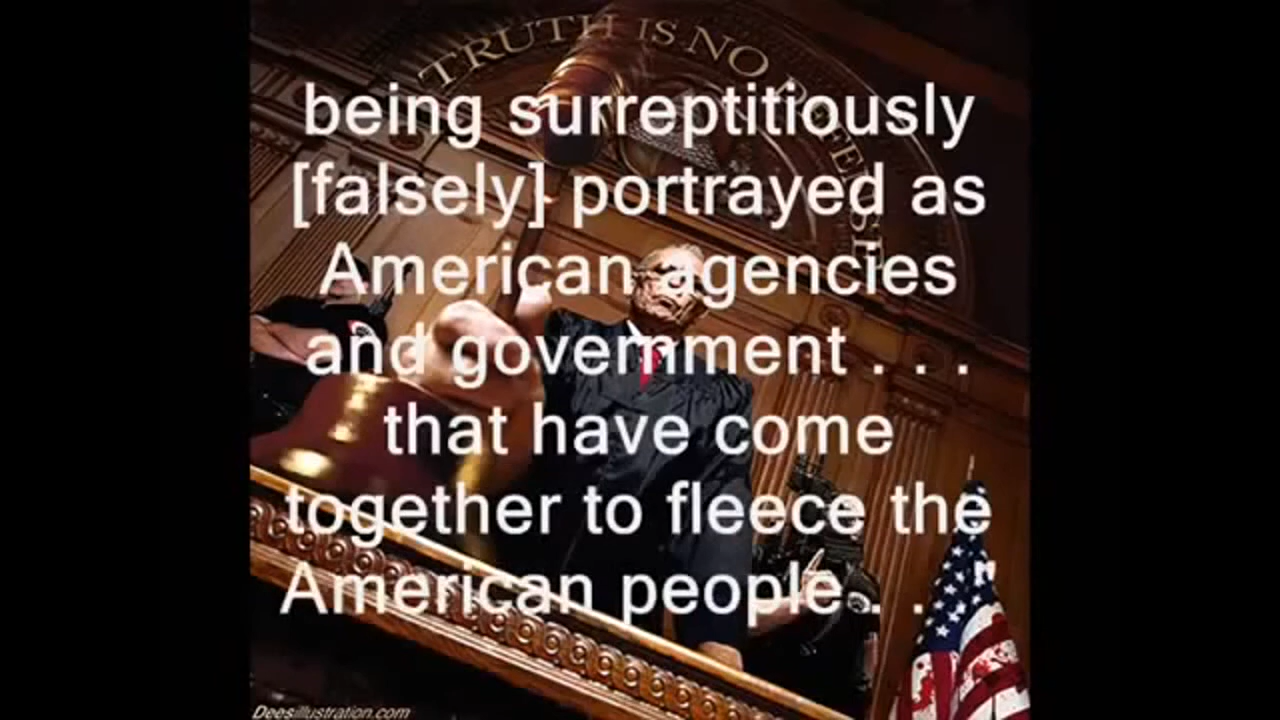 TRUTH IS NO DEFENSE
being surreptitiously
[falsely] portrayed as
American agencies
and government . . .
that have come
together to fleece the
American people . . .
Deesillustration.com